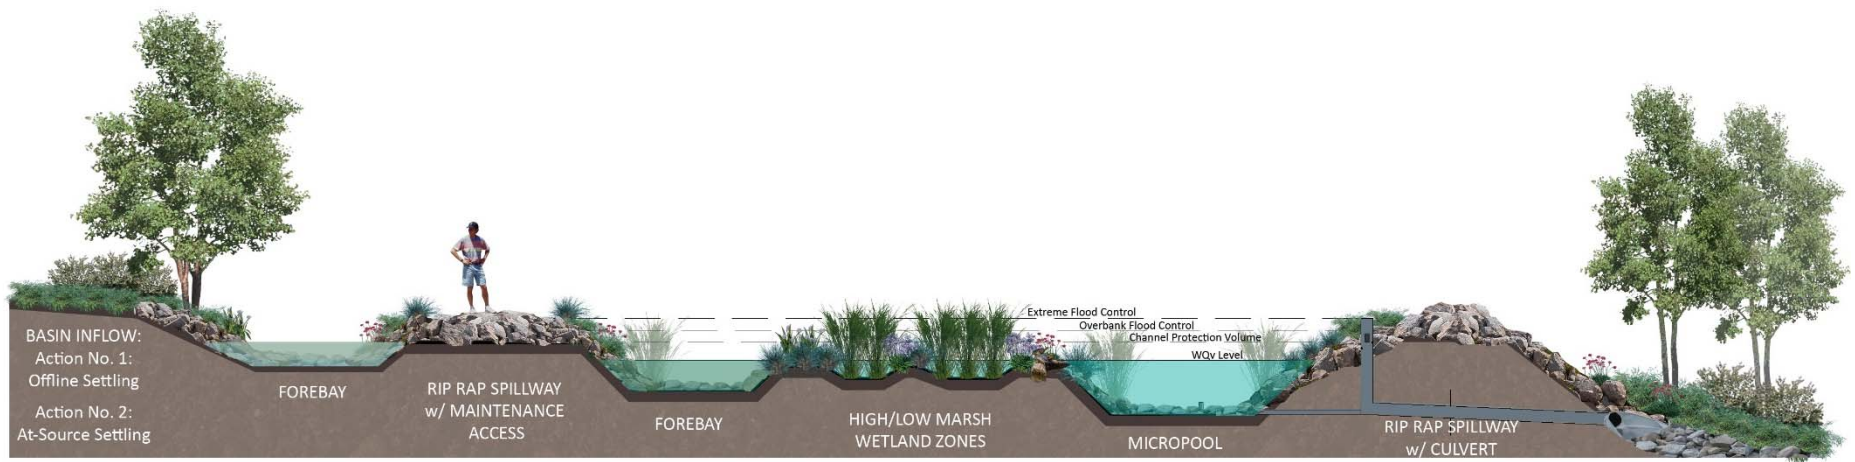 BASIN INFLOW:
Action No. 1:
Offline Settling
Action No. 2:
At-Source Settling
FOREBAY
RIP RAP SPILLWAY
w/ MAINTENANCE
ACCESS
FOREBAY
HIGH/LOW MARSH
WETLAND ZONES
Extreme Flood Control
Overbank Flood Control
Channel Protection Volume
WQv Level
MICROPOOL
RIP RAP SPILLWAY
w/ CULVERT